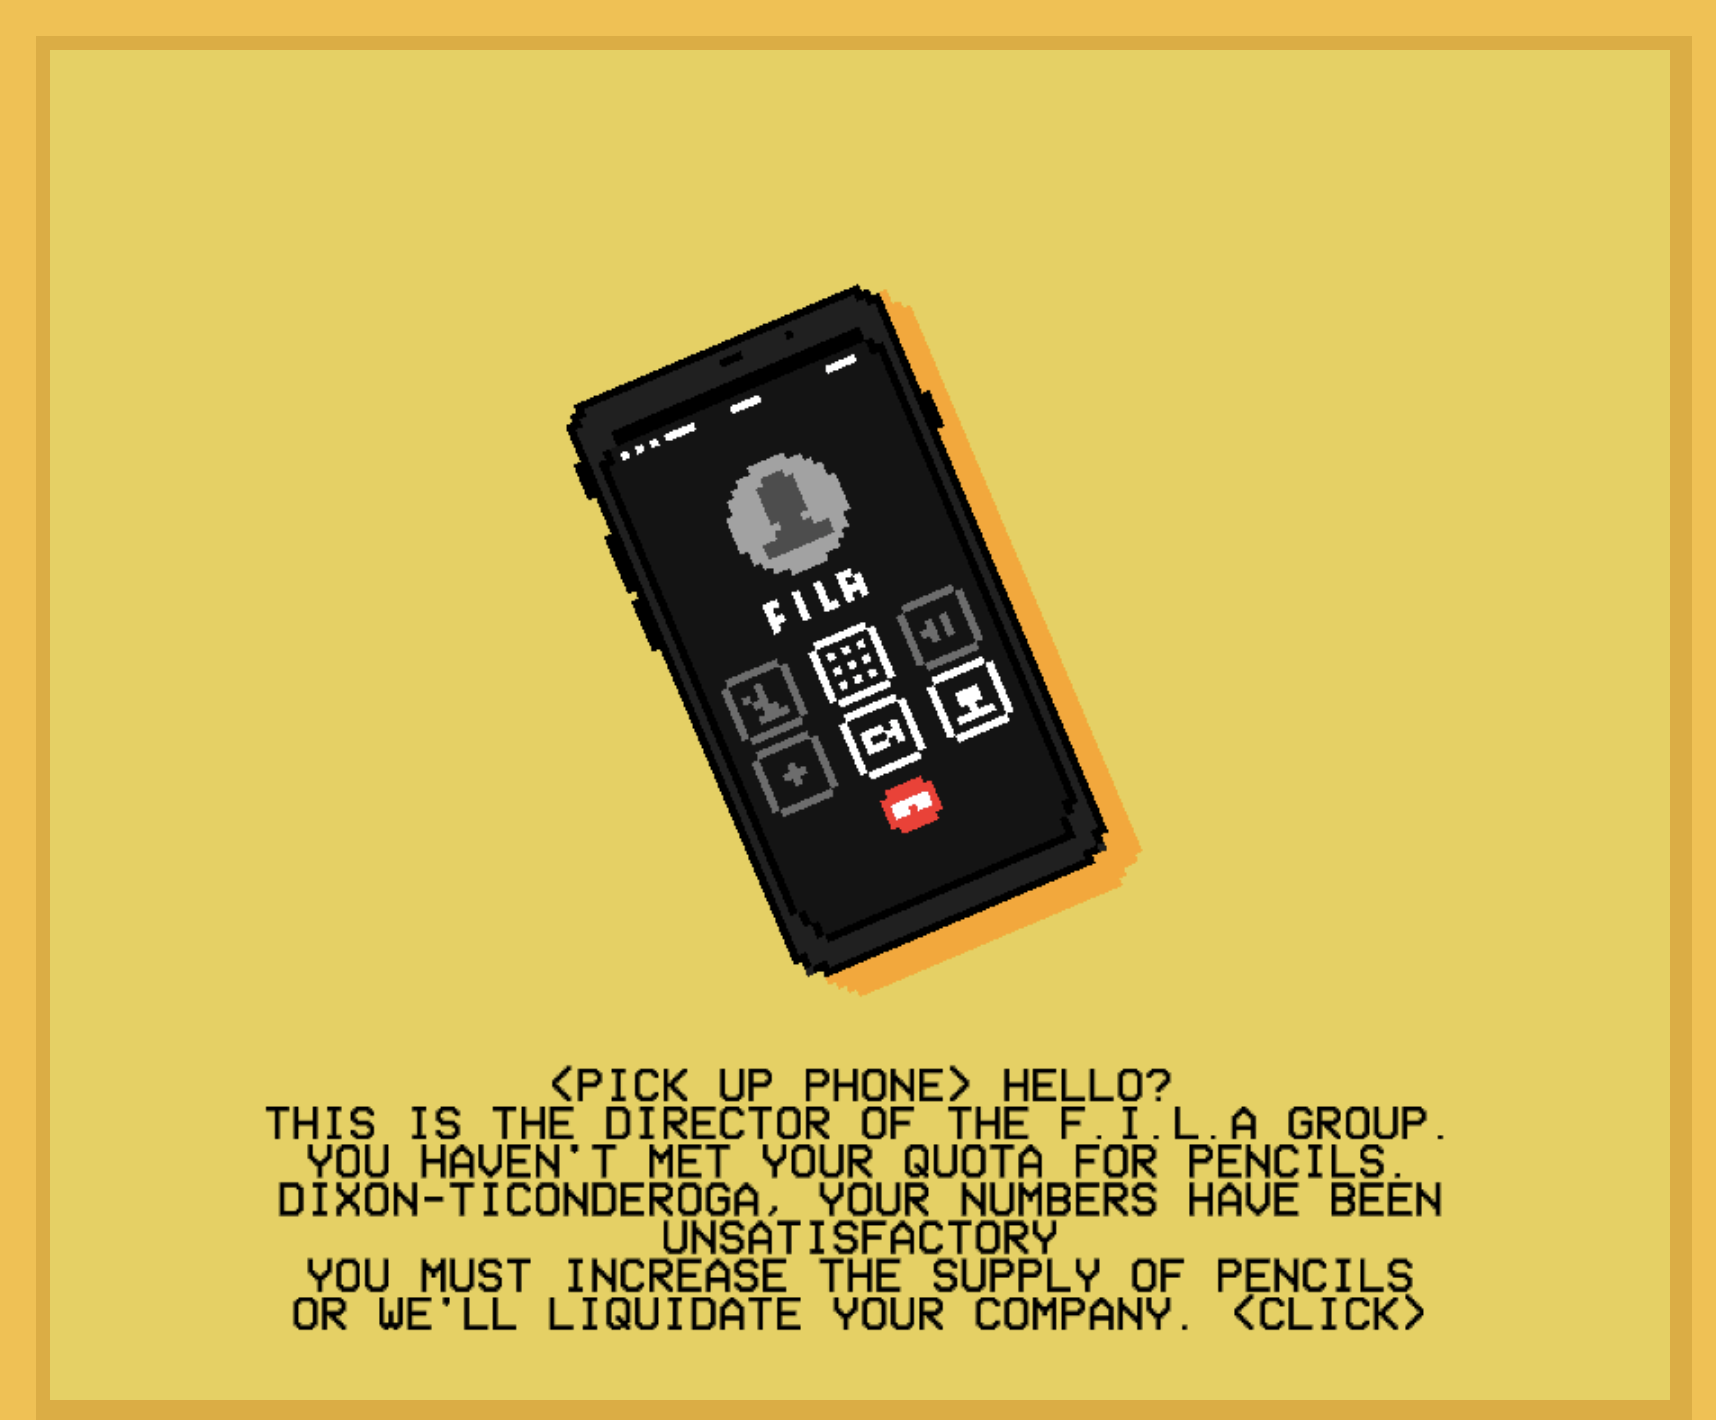 FILA
<PICK UP PHONE> HELLO?
THIS IS THE DIRECTOR OF THE F.I.L.A GROUP.
YOU HAVEN'T MET YOUR QUOTA FOR PENCILS.
DIXON-TICONDEROGA, YOUR NUMBERS HAVE BEEN
UNSATISFACTORY
YOU MUST INCREASE THE SUPPLY OF PENCILS
OR WE'LL LIQUIDATE YOUR COMPANY. <CLICK>